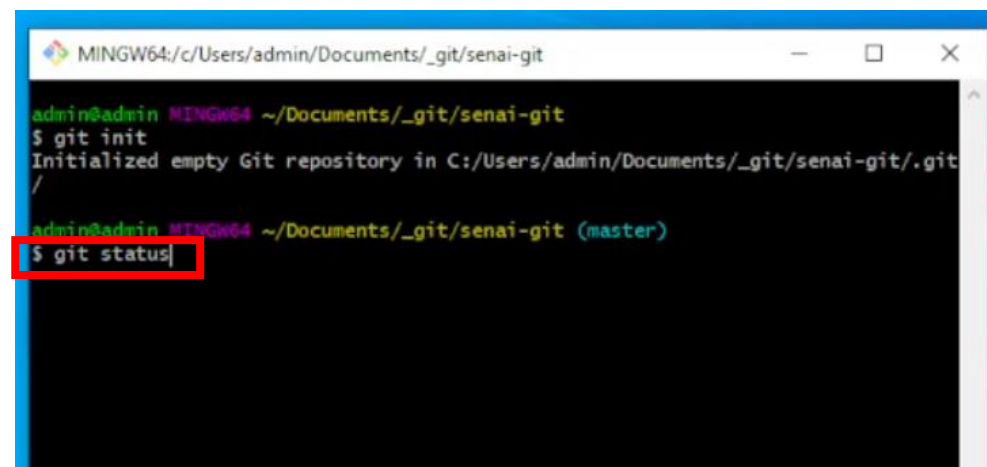 MINGW64:/c/Users/admin/Documents/_git/senai-git
admin@admin MINGW64 ~/Documents/_git/senai-git
$ git init
Initialized empty Git repository in C:/Users/admin/Documents/_git/senai-git/.git
/
admin@admin MINGW64 ~/Documents/_git/senai-git (master)
$ git status